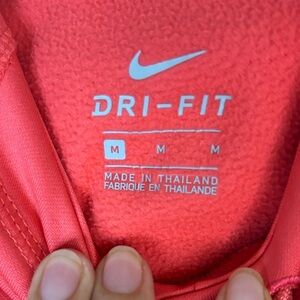 DRI-FIT
M M M
MADE IN THAILAND
FABRIQUE EN THAILANDE